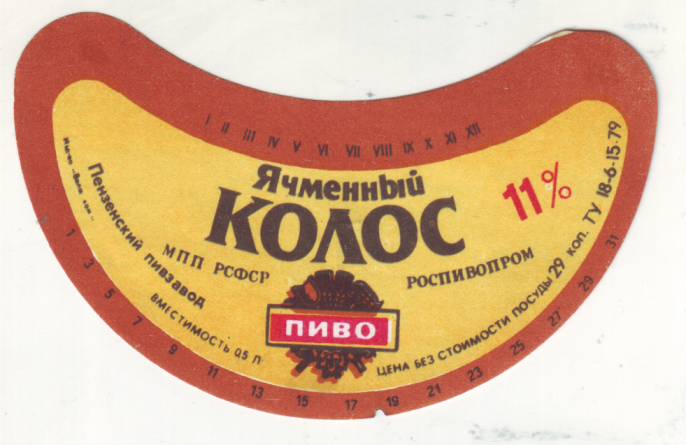 I II III IV V VI VII VIII IX X XI XII
Ячменный
КОЛОС
11%
МПП РСФСР
РОСПИВОПРОМ
ПИВО
Пензенский пивзавод
ВМЕСТИМОСТЬ 0,5 Л
ЦЕНА БЕЗ СТОИМОСТИ ПОСУДЫ 29 КОП. ТУ 18-6-15-79
1 3 5 7 9 11 13 15 17 19 21 23 25 27 29 31